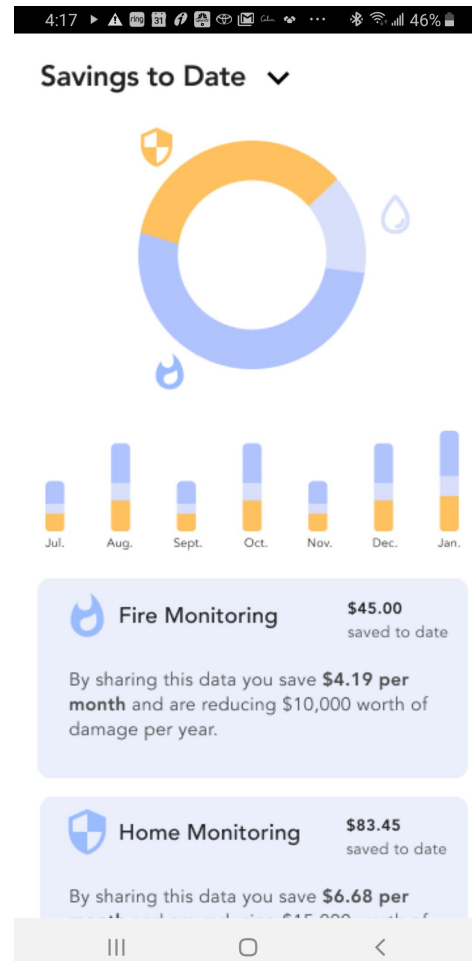 4:17
ring
31
46%
Savings to Date
Jul. Aug. Sept. Oct. Nov. Dec. Jan.
Fire Monitoring
$45.00
saved to date
By sharing this data you save $4.19 per
month and are reducing $10,000 worth of
damage per year.
Home Monitoring
$83.45
saved to date
By sharing this data you save $6.68 per